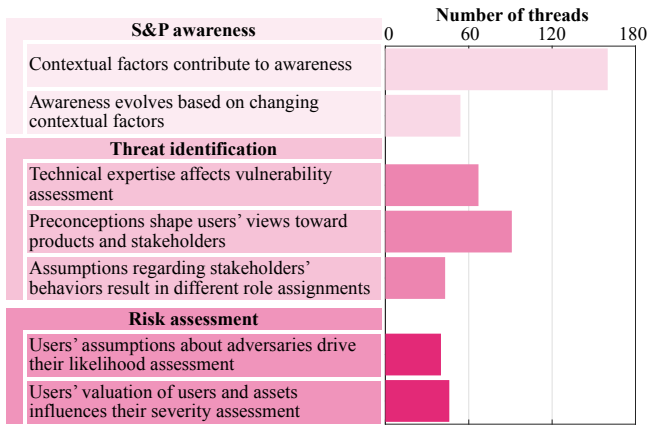 Number of threads
0 60 120 180
S&P awareness
Contextual factors contribute to awareness
Awareness evolves based on changing
contextual factors
Threat identification
Technical expertise affects vulnerability
assessment
Preconceptions shape users’ views toward
products and stakeholders
Assumptions regarding stakeholders’
behaviors result in different role assignments
Risk assessment
Users’ assumptions about adversaries drive
their likelihood assessment
Users’ valuation of users and assets
influences their severity assessment